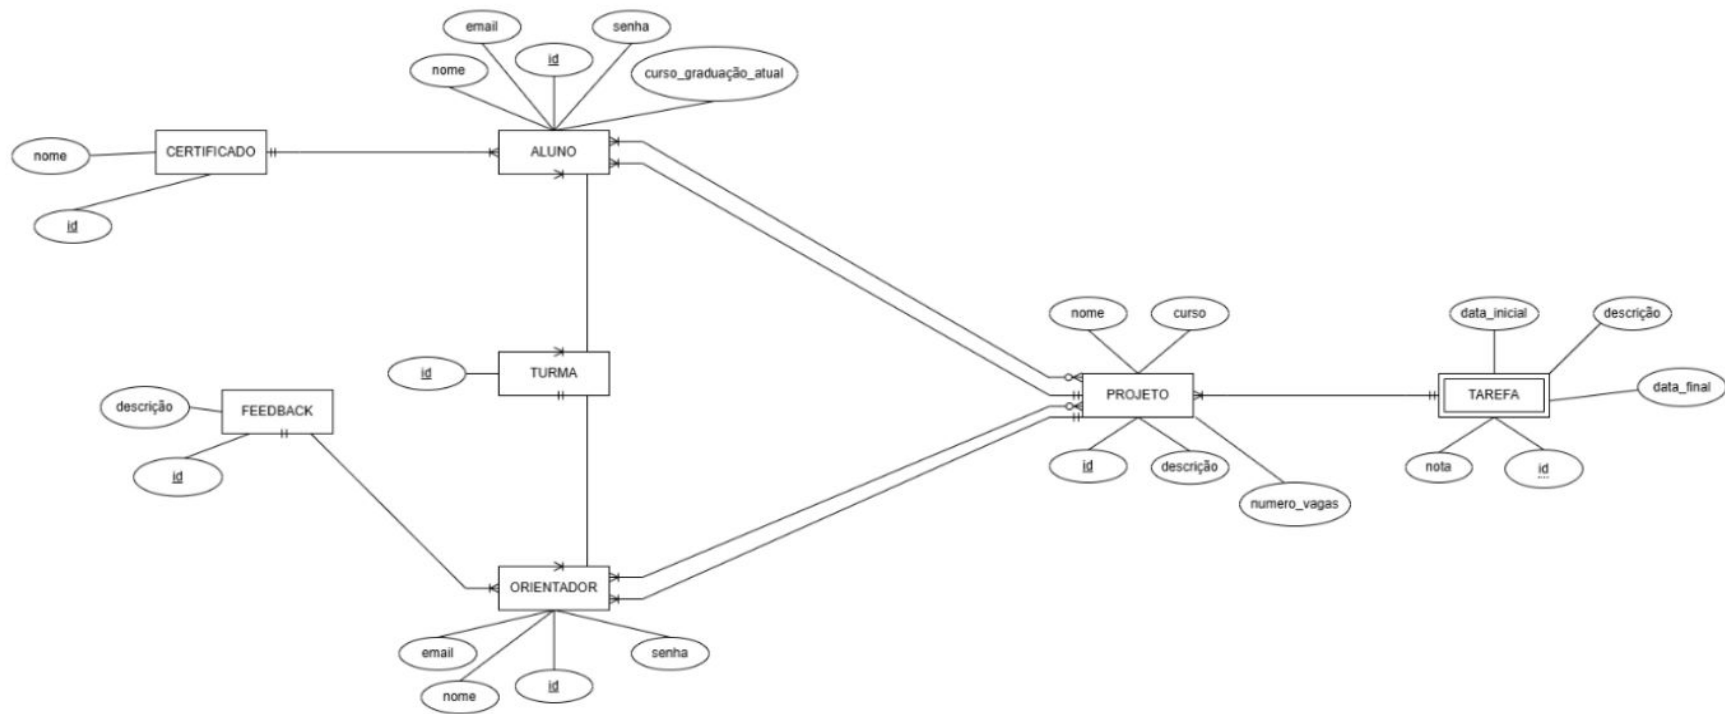 email
senha
id
nome
curso_graduação_atual
nome
CERTIFICADO
ALUNO
id
nome
curso
data_inicial
descrição
id
TURMA
descrição
FEEDBACK
PROJETO
TAREFA
data_final
id
id
descrição
nota
id
numero_vagas
ORIENTADOR
email
senha
nome
id